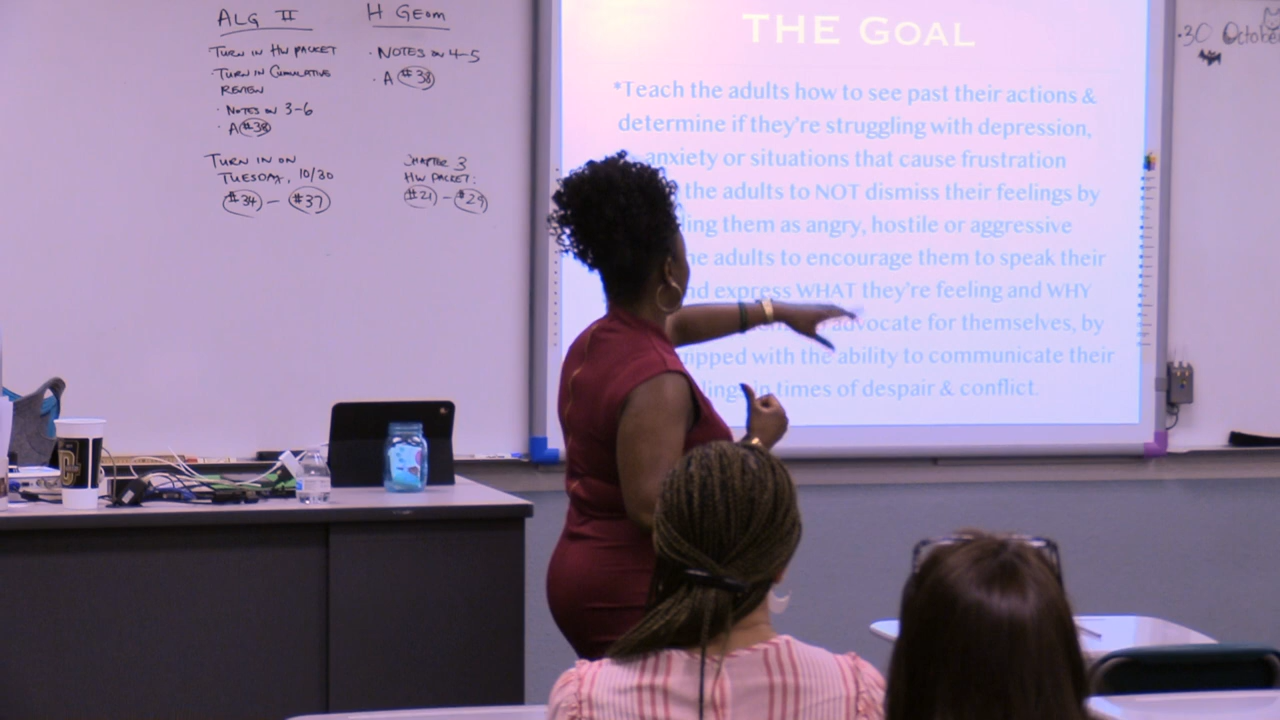 ALG II
TURN IN HW PACKET
· TURN IN CUMULATIVE
REVIEW
· NOTES ON 3-6
· A #38
TURN IN ON
TUESDAY, 10/30
#34 - #37
H GEOM
· NOTES ON 4-5
· A #38
CHAPTER 3
HW PACKET:
#21 - #29
THE GOAL
*Teach the adults how to see past their actions &
determine if they're struggling with depression,
anxiety or situations that cause frustration
the adults to NOT dismiss their feelings by
them as angry, hostile or aggressive
adults to encourage them to speak their
express WHAT they're feeling and WHY
advocate for themselves, by
with the ability to communicate their
in times of despair & conflict.
30 October